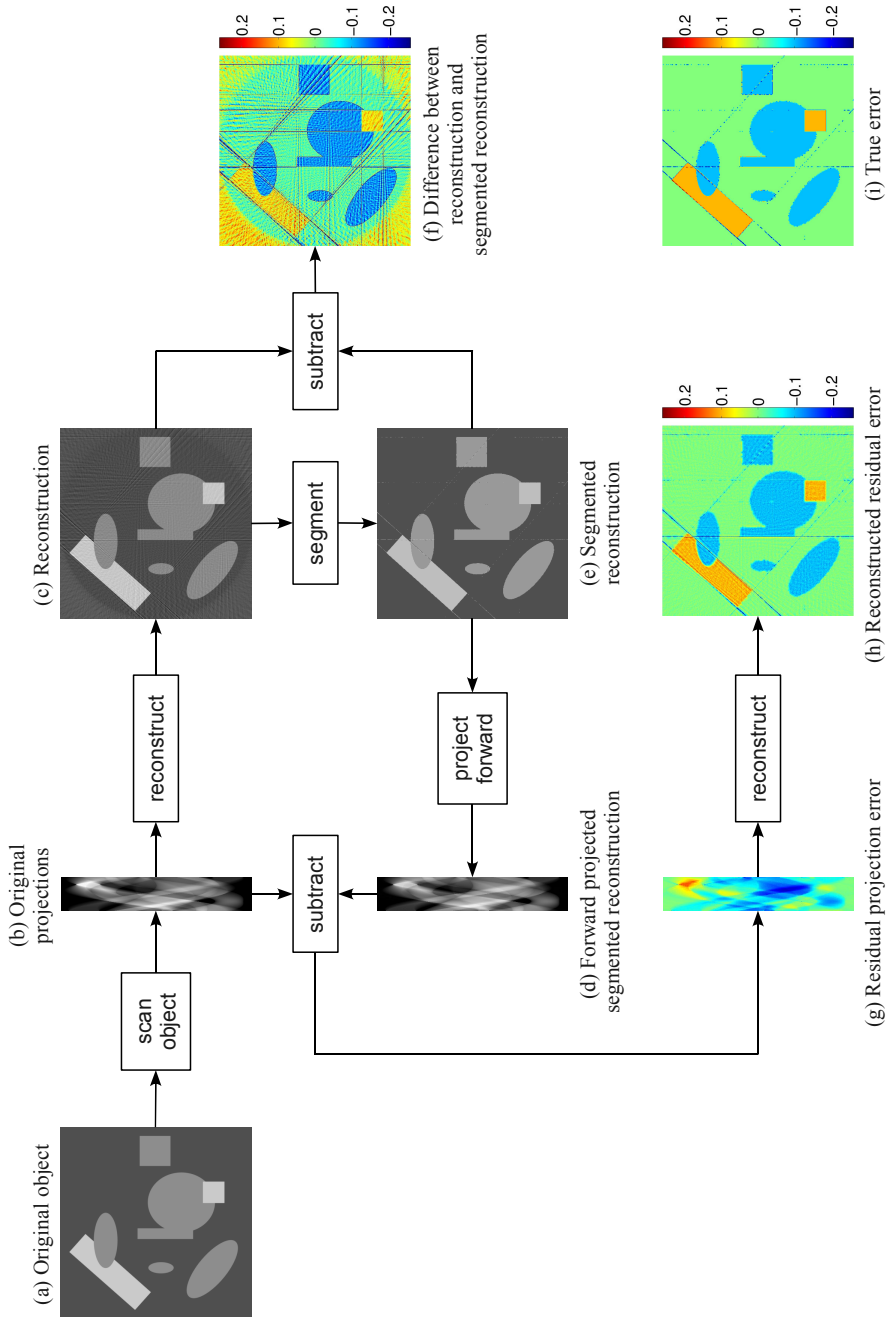 (a) Original object
scan
object
(b) Original
projections
reconstruct
(c) Reconstruction
subtract
segment
subtract
0.2
0.1
0
−0.1
−0.2
(f) Difference between
reconstruction and
segmented reconstruction
(d) Forward projected
segmented reconstruction
project
forward
(e) Segmented
reconstruction
(g) Residual projection error
reconstruct
0.2
0.1
0
−0.1
−0.2
(h) Reconstructed residual error
0.2
0.1
0
−0.1
−0.2
(i) True error